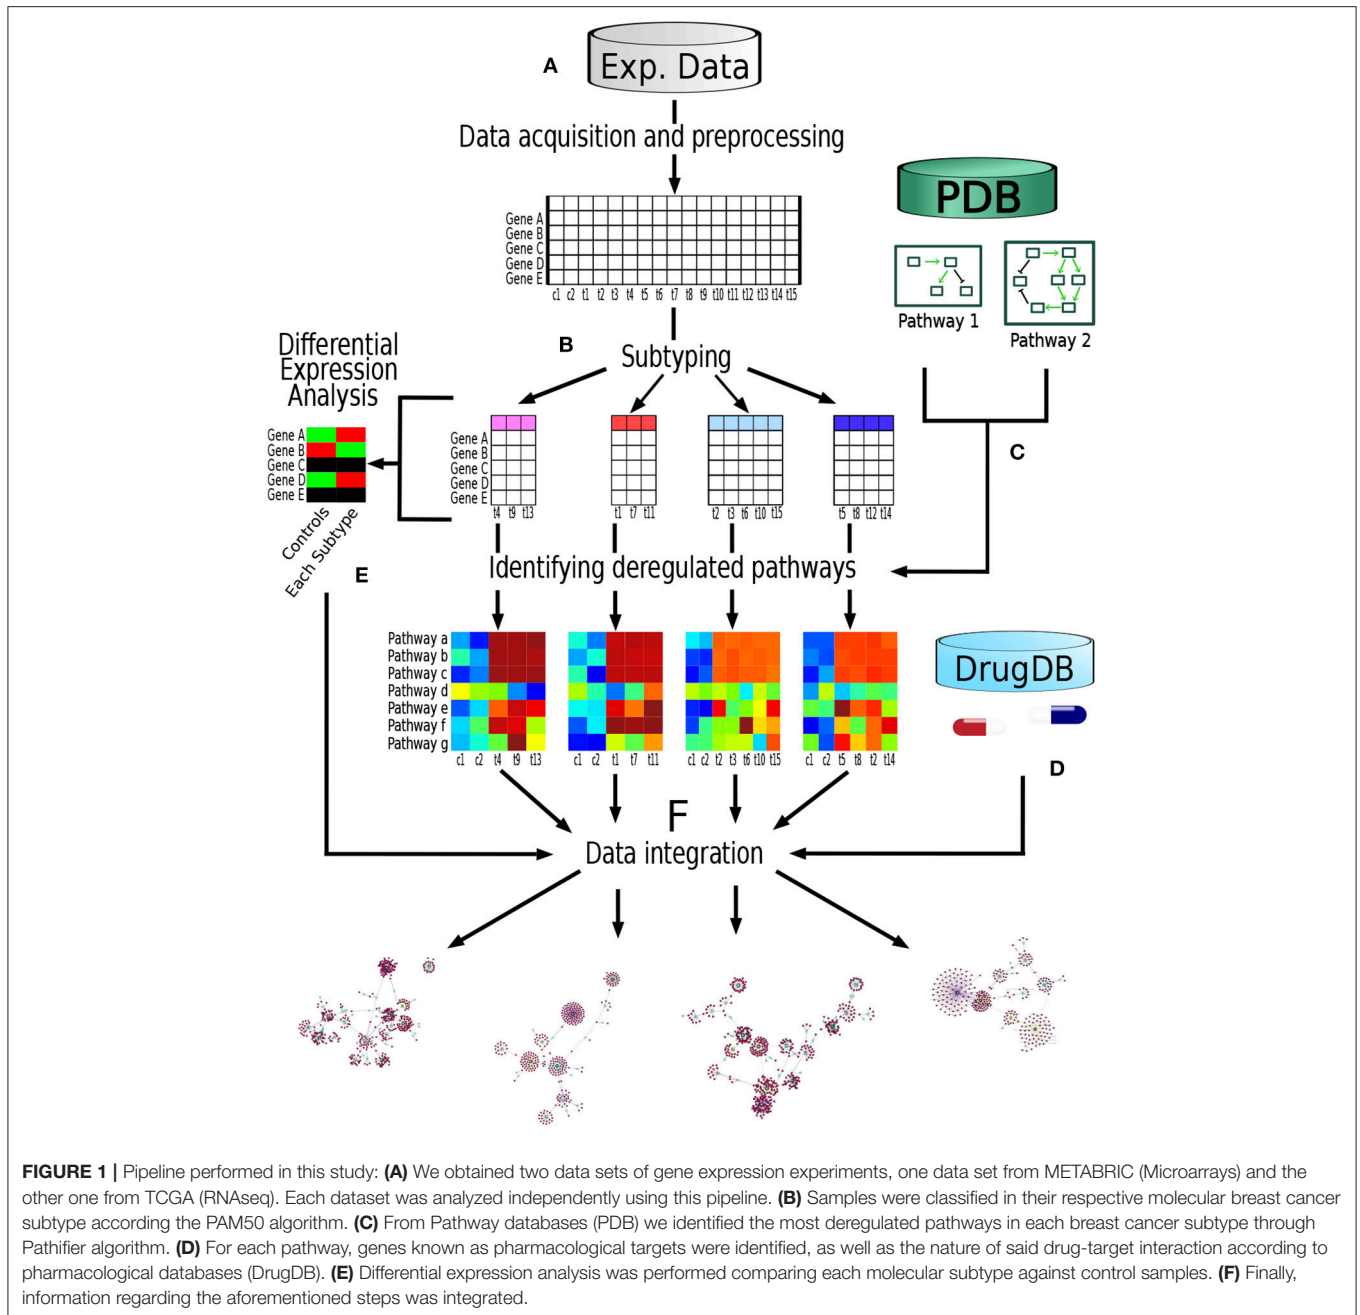 Exp. Data
A
Data acquisition and preprocessing
PDB
Gene A
Gene B
Gene C
Gene D
Gene E
c1 c2 t1 t2 t3 t4 t5 t6 t7 t8 t9 t10 t11 t12 t13 t14 t15
Pathway 1
Pathway 2
B
Subtyping
Differential
Expression
Analysis
Gene A
Gene B
Gene C
Gene D
Gene E
Controls
Each Subtype
Gene A
Gene B
Gene C
Gene D
Gene E
t4 t9 t13
t1 t7 t11
t2 t3 t6 t10 t15
t5 t8 t12 t14
C
Identifying deregulated pathways
E
Pathway a
Pathway b
Pathway c
Pathway d
Pathway e
Pathway f
Pathway g
c1 c2 t4 t9 t13
c1 c2 t1 t7 t11
c1 c2 t2 t3 t6 t10 t15
c1 c2 t5 t8 t2 t14
DrugDB
D
F
Data integration
FIGURE 1 | Pipeline performed in this study: (A) We obtained two data sets of gene expression experiments, one data set from METABRIC (Microarrays) and the
other one from TCGA (RNAseq). Each dataset was analyzed independently using this pipeline. (B) Samples were classified in their respective molecular breast cancer
subtype according the PAM50 algorithm. (C) From Pathway databases (PDB) we identified the most deregulated pathways in each breast cancer subtype through
Pathifier algorithm. (D) For each pathway, genes known as pharmacological targets were identified, as well as the nature of said drug-target interaction according to
pharmacological databases (DrugDB). (E) Differential expression analysis was performed comparing each molecular subtype against control samples. (F) Finally,
information regarding the aforementioned steps was integrated.